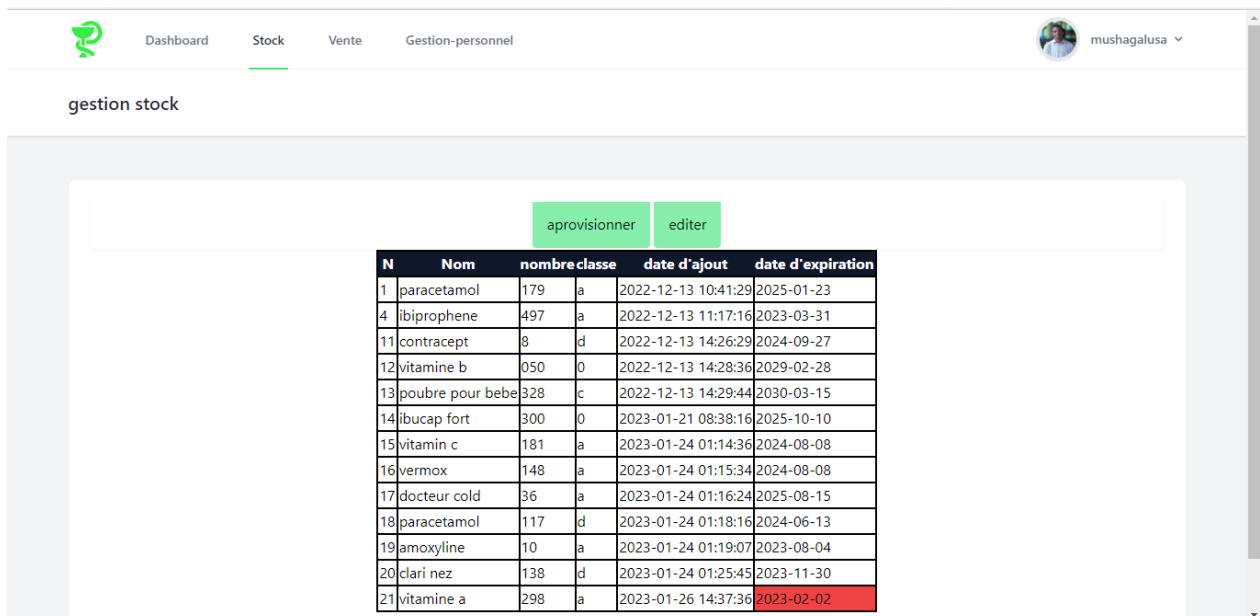 Dashboard Stock Vente Gestion-personnel mushagalusa
gestion stock
aprovisionner editer
N Nom nombre classe date d'ajout date d'expiration
1 paracetamol 179 a 2022-12-13 10:41:29 2025-01-23
4 ibiprophene 497 a 2022-12-13 11:17:16 2023-03-31
11 contracept 8 d 2022-12-13 14:26:29 2024-09-27
12 vitamine b 050 0 2022-12-13 14:28:36 2029-02-28
13 poubre pour bebe 328 c 2022-12-13 14:29:44 2030-03-15
14 ibucap fort 300 0 2023-01-21 08:38:16 2025-10-10
15 vitamin c 181 a 2023-01-24 01:14:36 2024-08-08
16 vermox 148 a 2023-01-24 01:15:34 2024-08-08
17 docteur cold 36 a 2023-01-24 01:16:24 2025-08-15
18 paracetamol 117 d 2023-01-24 01:18:16 2024-06-13
19 amoxyline 10 a 2023-01-24 01:19:07 2023-08-04
20 clari nez 138 d 2023-01-24 01:25:45 2023-11-30
21 vitamine a 298 a 2023-01-26 14:37:36 2023-02-02